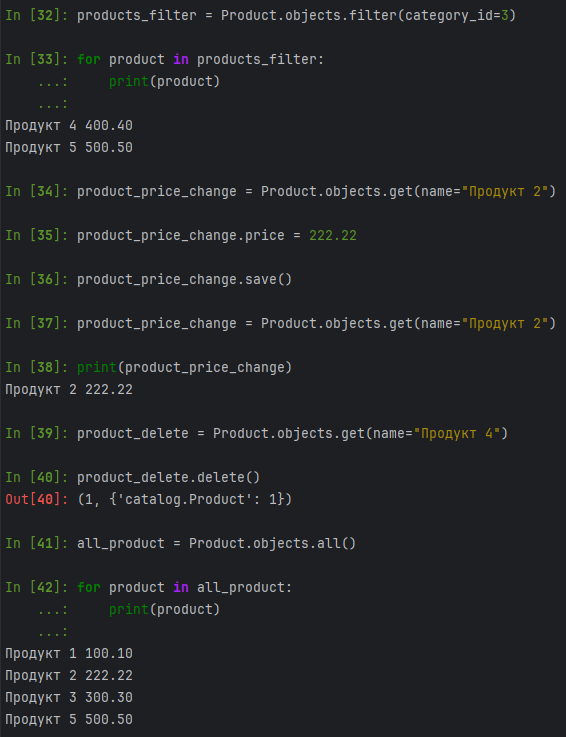 In [32]: products_filter = Product.objects.filter(category_id=3)
In [33]: for product in products_filter:
    ...:     print(product)
    ...:
Продукт 4 400.40
Продукт 5 500.50
In [34]: product_price_change = Product.objects.get(name="Продукт 2")
In [35]: product_price_change.price = 222.22
In [36]: product_price_change.save()
In [37]: product_price_change = Product.objects.get(name="Продукт 2")
In [38]: print(product_price_change)
Продукт 2 222.22
In [39]: product_delete = Product.objects.get(name="Продукт 4")
In [40]: product_delete.delete()
Out[40]: (1, {'catalog.Product': 1})
In [41]: all_product = Product.objects.all()
In [42]: for product in all_product:
    ...:     print(product)
    ...:
Продукт 1 100.10
Продукт 2 222.22
Продукт 3 300.30
Продукт 5 500.50